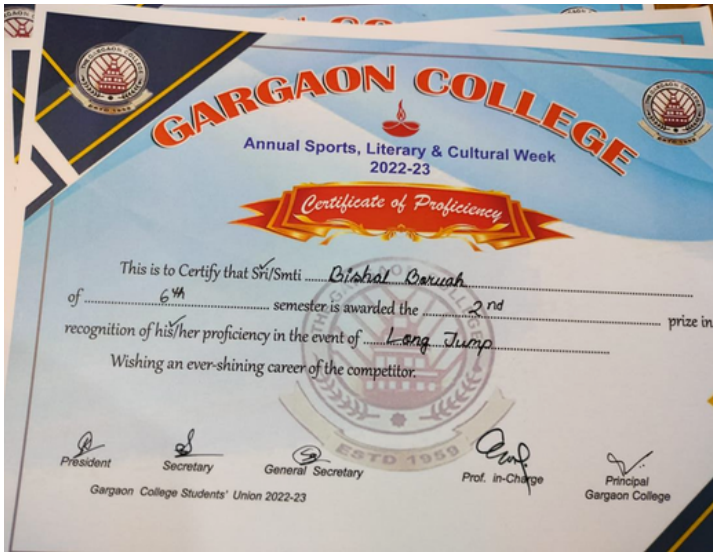 GARGAON COLLEGE
Annual Sports, Literary & Cultural Week
2022-23
Certificate of Proficiency
This is to Certify that Sri/Smti Bishal Baruah
of 6th semester is awarded the 2nd prize in
recognition of his/her proficiency in the event of Long Jump
Wishing an ever-shining career of the competitor.
THE GARGAON COLLEGE
ESTD 1959
President
Secretary
General Secretary
Prof. in-Charge
Principal
Gargaon College
Gargaon College Students' Union 2022-23